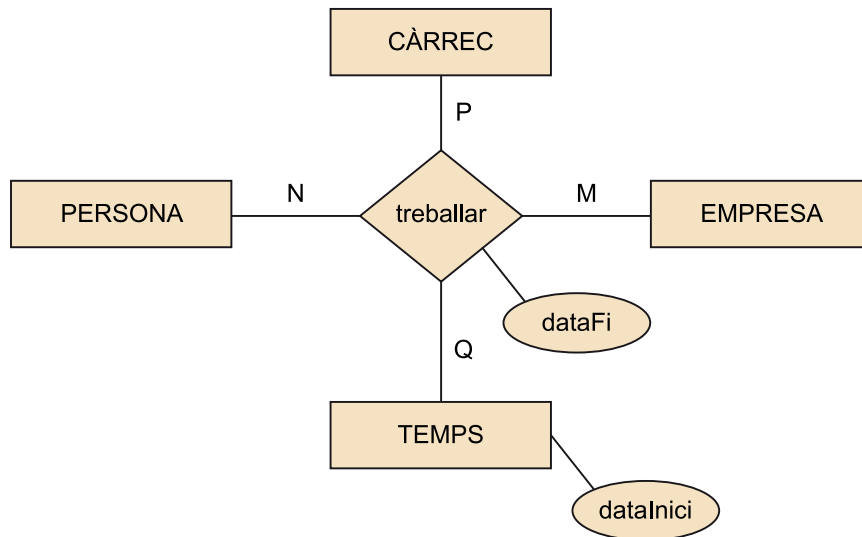 CÀRREC
P
PERSONA
N
treballar
M
EMPRESA
dataFi
Q
TEMPS
dataInici